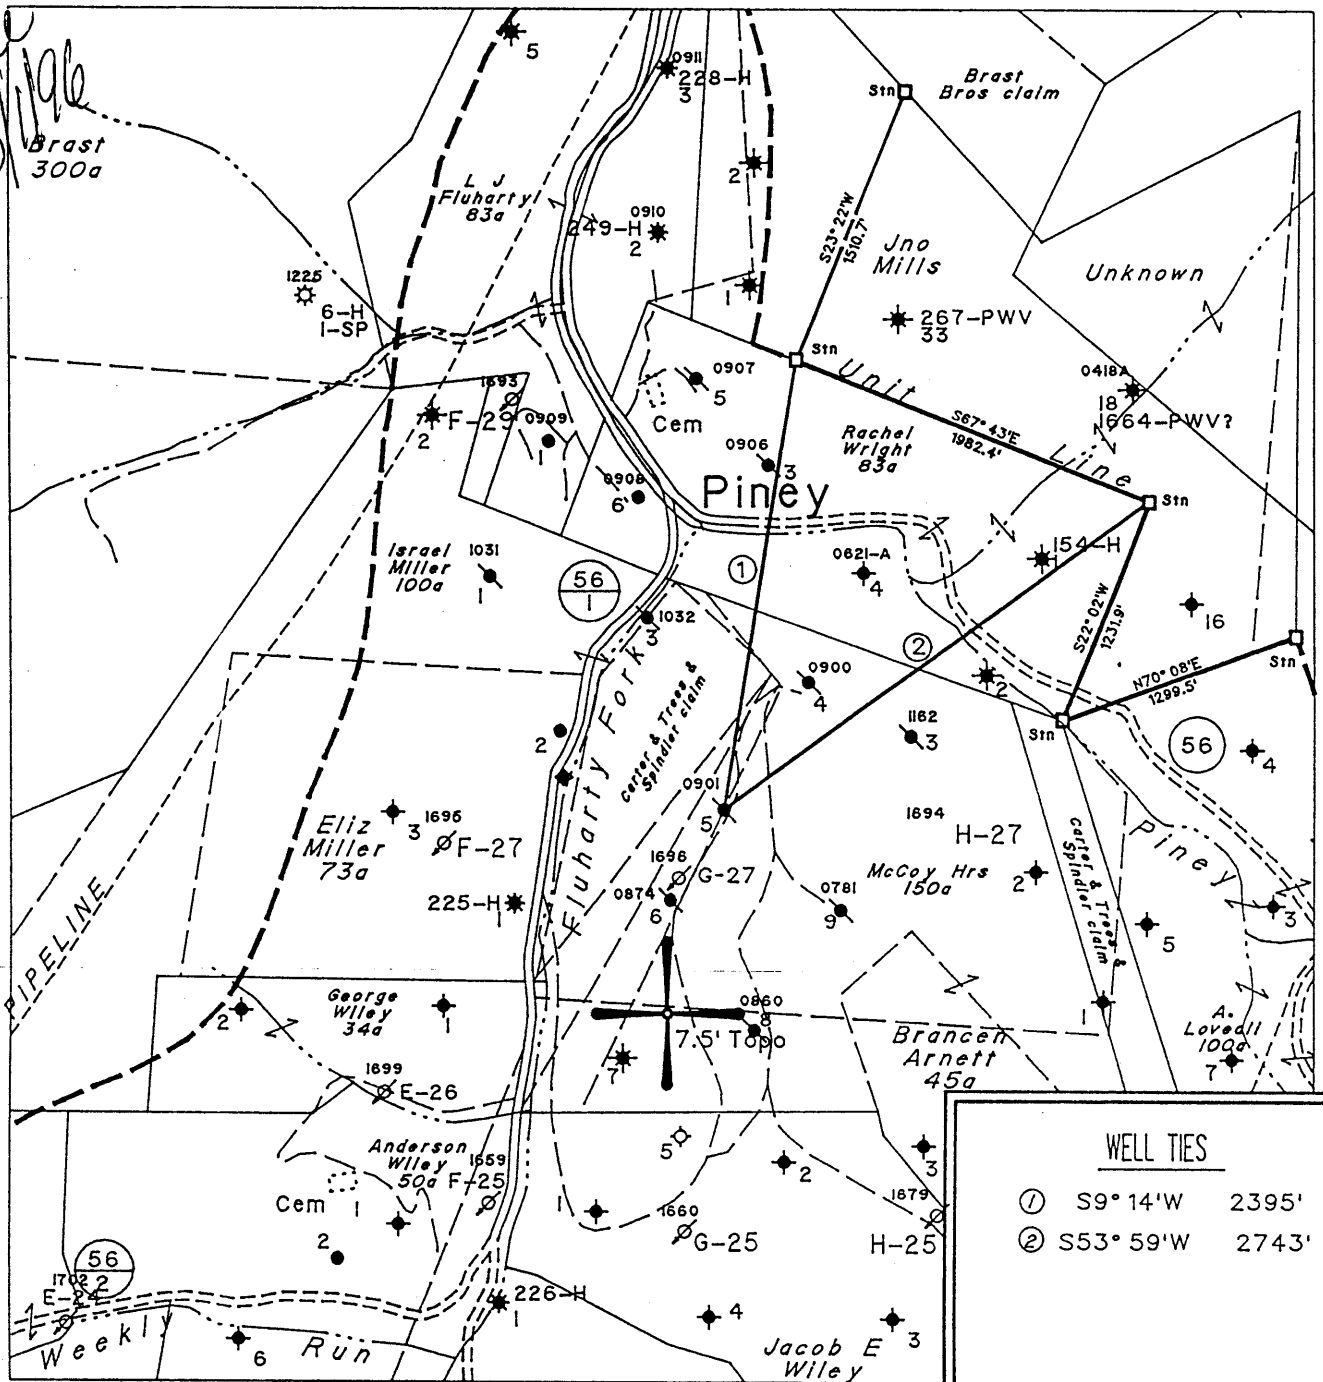 5
0911
228-H
3
Stn
Brast
Bros claim
Brast
300a
2
L J
Fluharty
83a
0910
249-H
2
S23°22'W
1510.7'
Jno
Mills
Unknown
1225
6-H
1-SP
1
267-PWV
33
Stn
Unit Line
0907
5
0418A
18
1664-PWV?
1693
F-29
2
0909
1
Cem
S67°43'E
1982.4'
Rachel
Wright
83a
0906
3
0908
6
Piney
Stn
Israel
Miller
100a
1031
1
56
1
1
0621-A
4
154-H
1
16
1032
3
S22°02'W
1231.9'
2
Stn
0900
4
2
N70°08'E
1299.5'
Carter & Trees &
Spindler claim
Fluharty Fork
Stn
1162
3
56
4
2
0901
5
Eliz
Miller
73a
3
1695
F-27
1694
H-27
Piney
1696
G-27
McCoy Hrs
150a
2
Carter & Trees &
Spindler claim
0874
6
0781
9
225-H
1
3
5
PIPELINE
George
Wiley
34a
2
1
0860
8
7.5' Topo
1
A.
Lovedll
100a
7
Brancen
Arnett
45a
7
1699
E-26
5
2
3
Anderson
Wiley
50a
1659
F-25
Cem
1
1
1660
G-25
1679
H-25
2
56
2
1702
E-24
226-H
1
4
3
Weekly Run
6
Jacob E
Wiley
WELL TIES
① S9°14'W 2395'
② S53°59'W 2743'